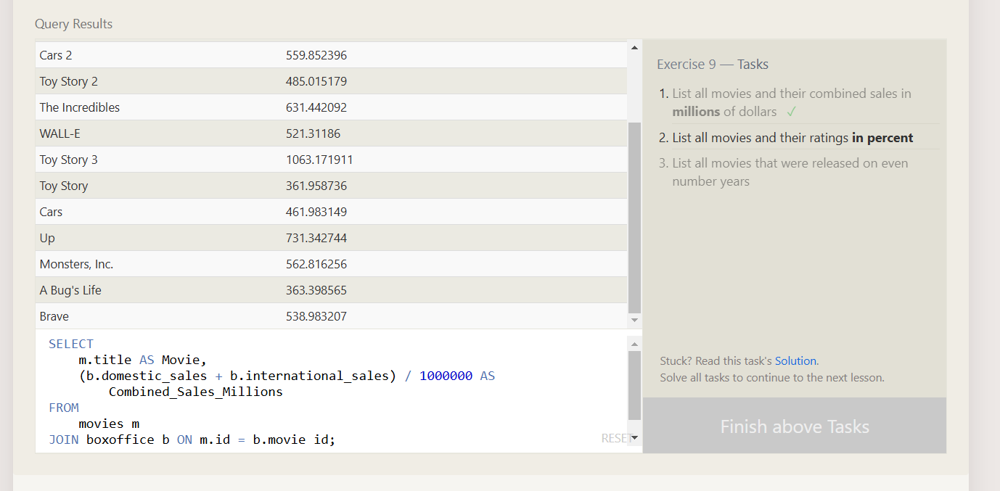 Query Results
Cars 2 559.852396
Toy Story 2 485.015179
The Incredibles 631.442092
WALL-E 521.31186
Toy Story 3 1063.171911
Toy Story 361.958736
Cars 461.983149
Up 731.342744
Monsters, Inc. 562.816256
A Bug's Life 363.398565
Brave 538.983207
SELECT
m.title AS Movie,
(b.domestic_sales + b.international_sales) / 1000000 AS
Combined_Sales_Millions
FROM
movies m
JOIN boxoffice b ON m.id = b.movie id;
RESET
Exercise 9 — Tasks
1. List all movies and their combined sales in
millions of dollars ✓
2. List all movies and their ratings in percent
3. List all movies that were released on even
number years
Stuck? Read this task's Solution.
Solve all tasks to continue to the next lesson.
Finish above Tasks